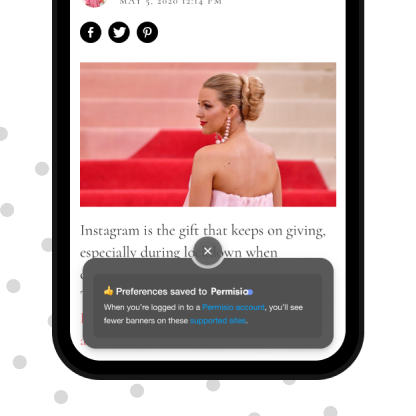 MAY 5, 2020 12:14 PM
Instagram is the gift that keeps on giving,
especially during lo wn when
👍 Preferences saved to Permisio
When you're logged in to a Permisio account, you'll see
fewer banners on these supported sites.